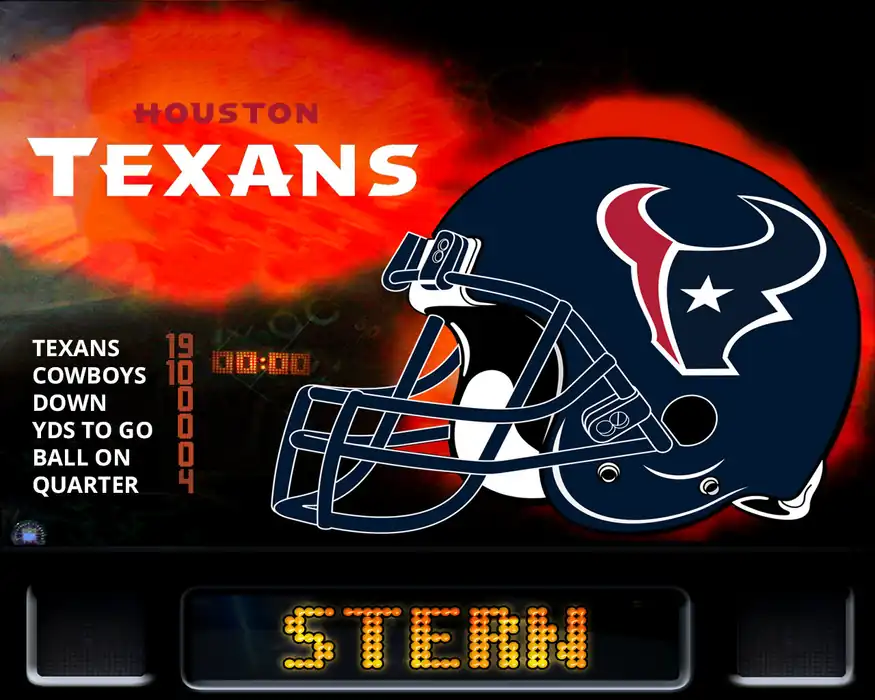 HOUSTON
TEXANS
TEXANS 19
00:00
COWBOYS 10
DOWN 0
YDS TO GO 0
BALL ON 0
QUARTER 4
STERN